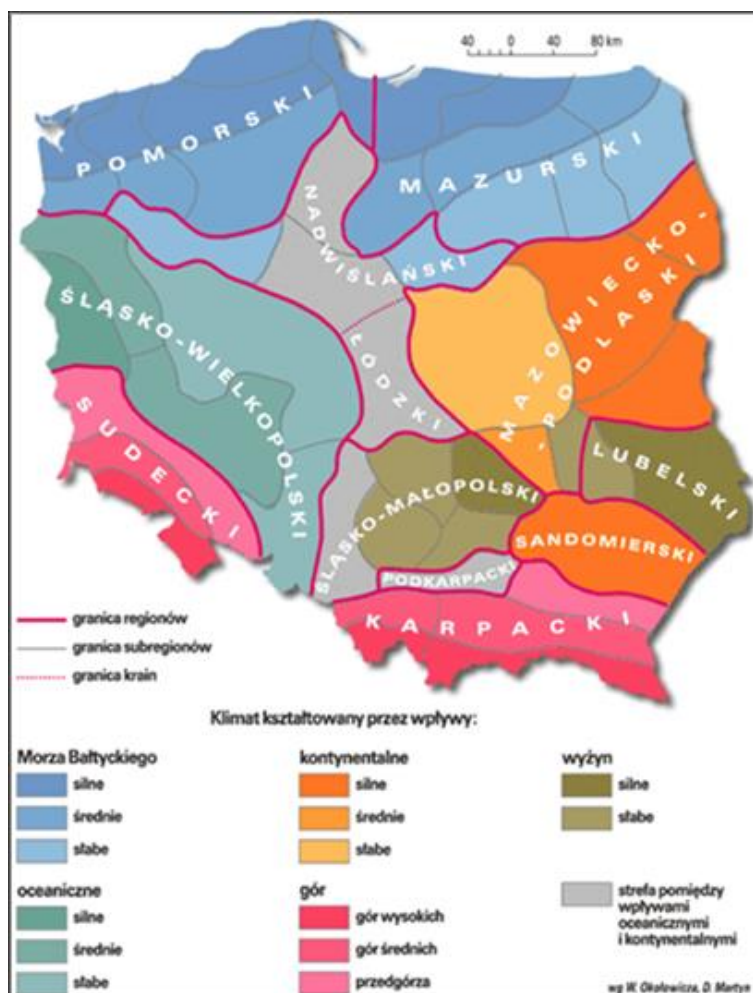 40 0 40 80 km
POMORSKI
MAZURSKI
NADWIŚLAŃSKI
MAZOWIECKO-
-PODLASKI
ŚLĄSKO-WIELKOPOLSKI
ŁÓDZKI
SUDECKI
LUBELSKI
ŚLĄSKO-MAŁOPOLSKI
SANDOMIERSKI
PODKARPACKI
KARPACKI
granica regionów
granica subregionów
granica krain
Klimat kształtowany przez wpływy:
Morza Bałtyckiego
silne
średnie
słabe
kontynentalne
silne
średnie
słabe
wyżyn
silne
słabe
oceaniczne
silne
średnie
słabe
gór
gór wysokich
gór średnich
przedgórza
strefa pomiędzy
wpływami
oceanicznymi
i kontynentalnymi
wg W. Okołowicza, D. Martyn